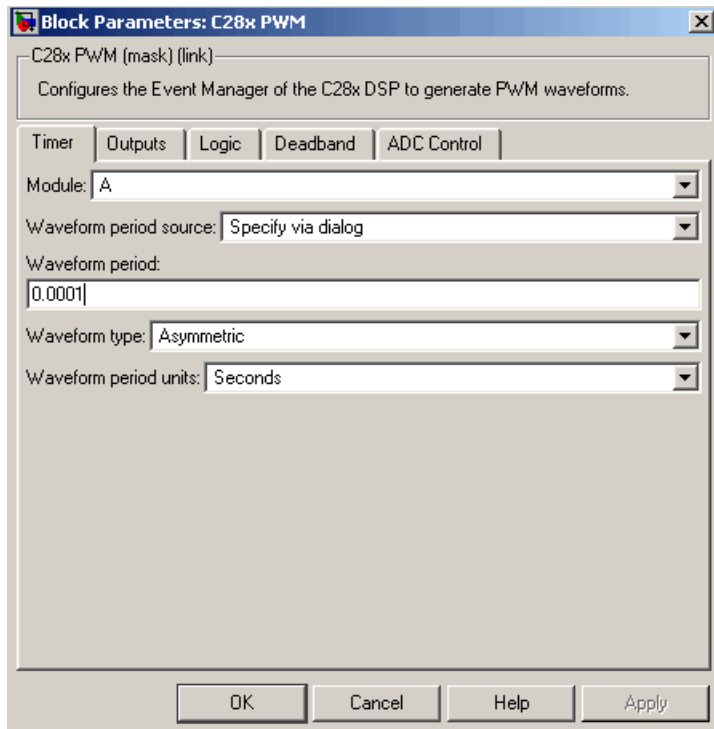 Block Parameters: C28x PWM
C28x PWM (mask) (link)
Configures the Event Manager of the C28x DSP to generate PWM waveforms.
Timer Outputs Logic Deadband ADC Control
Module: A
Waveform period source: Specify via dialog
Waveform period:
0.0001
Waveform type: Asymmetric
Waveform period units: Seconds
OK Cancel Help Apply